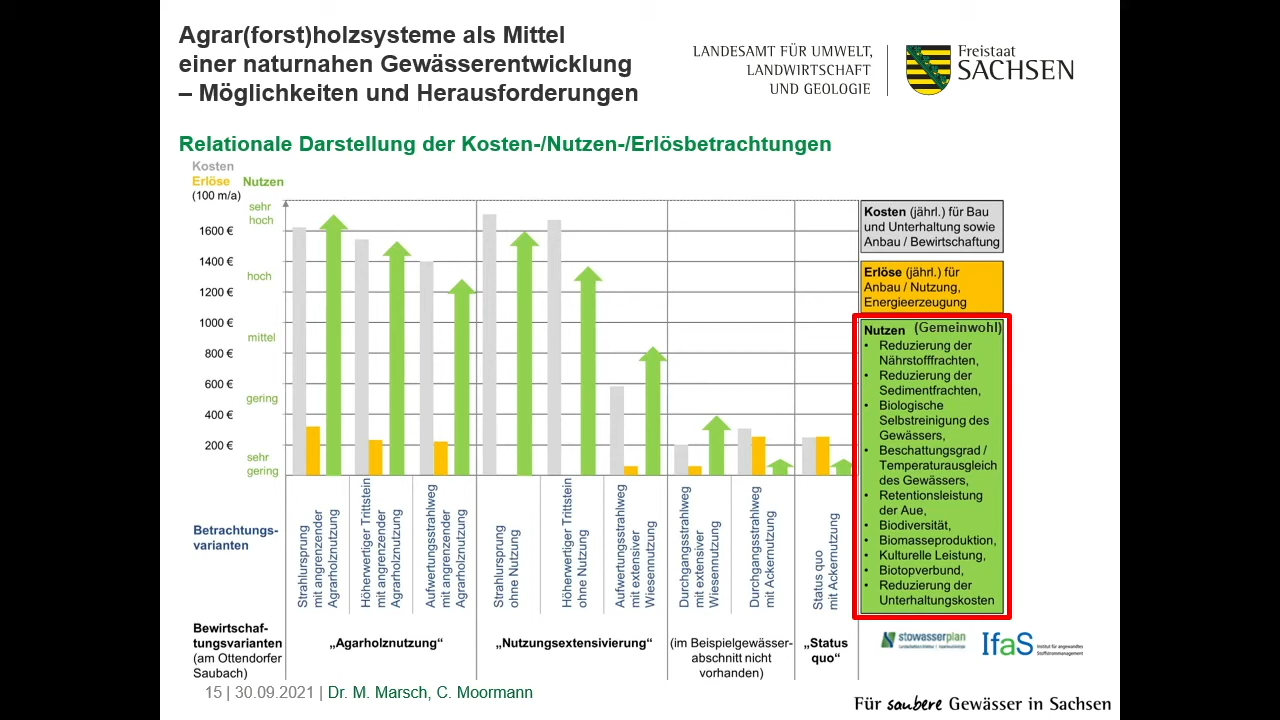 Agrar(forst)holzsysteme als Mittel
einer naturnahen Gewässerentwicklung
– Möglichkeiten und Herausforderungen
LANDESAMT FÜR UMWELT,
LANDWIRTSCHAFT
UND GEOLOGIE
Freistaat
SACHSEN
Relationale Darstellung der Kosten-/Nutzen-/Erlösbetrachtungen
Kosten
Erlöse
(100 m/a)
Nutzen
1600 €
1400 €
1200 €
1000 €
800 €
600 €
400 €
200 €
sehr
hoch
hoch
mittel
gering
sehr
gering
Kosten (jährl.) für Bau
und Unterhaltung sowie
Anbau / Bewirtschaftung
Erlöse (jährl.) für
Anbau / Nutzung,
Energieerzeugung
Nutzen (Gemeinwohl)
• Reduzierung der
Nährstofffrachten,
• Reduzierung der
Sedimentfrachten,
• Biologische
Selbstreinigung des
Gewässers,
• Beschattungsgrad /
Temperaturausgleich
des Gewässers,
• Retentionsleistung
der Aue,
• Biodiversität,
• Biomasseproduktion,
• Kulturelle Leistung,
• Biotopverbund,
• Reduzierung der
Unterhaltungskosten
Betrachtungs-
varianten
Strahlursprung
mit angrenzender
Agrarholznutzung
Höherwertiger Trittstein
mit angrenzender
Agrarholznutzung
Aufwertungsstrahlweg
mit angrenzender
Agrarholznutzung
Strahlursprung
ohne Nutzung
Höherwertiger Trittstein
ohne Nutzung
Aufwertungsstrahlweg
mit extensiver
Wiesennutzung
Durchgangsstrahlweg
mit extensiver
Wiesennutzung
Durchgangsstrahlweg
mit Ackernutzung
Status quo
mit Ackernutzung
Bewirtschaf-
tungsvarianten
(am Ottendorfer
Saubach)
„Agarholznutzung“
„Nutzungsextensivierung“
(im Beispielgewässer-
abschnitt nicht
vorhanden)
„Status
quo“
stowasserplan
IfaS
Institut für angewandtes
Stoffstrommanagement
15 | 30.09.2021 | Dr. M. Marsch, C. Moormann
Für saubere Gewässer in Sachsen